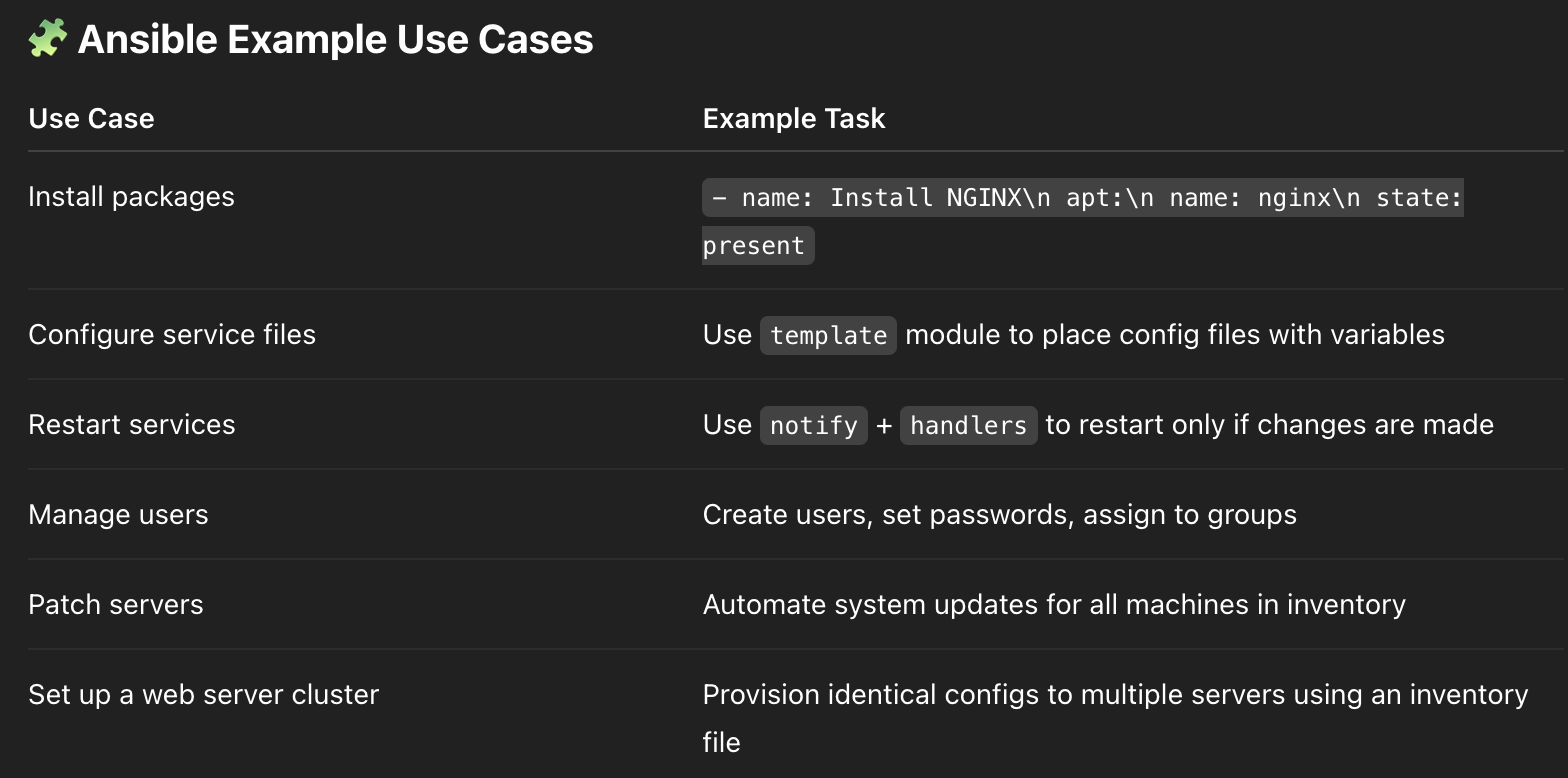 🧩 Ansible Example Use Cases
Use Case Example Task
Install packages – name: Install NGINX\n apt:\n name: nginx\n state:
present
Configure service files Use template module to place config files with variables
Restart services Use notify + handlers to restart only if changes are made
Manage users Create users, set passwords, assign to groups
Patch servers Automate system updates for all machines in inventory
Set up a web server cluster Provision identical configs to multiple servers using an inventory
file